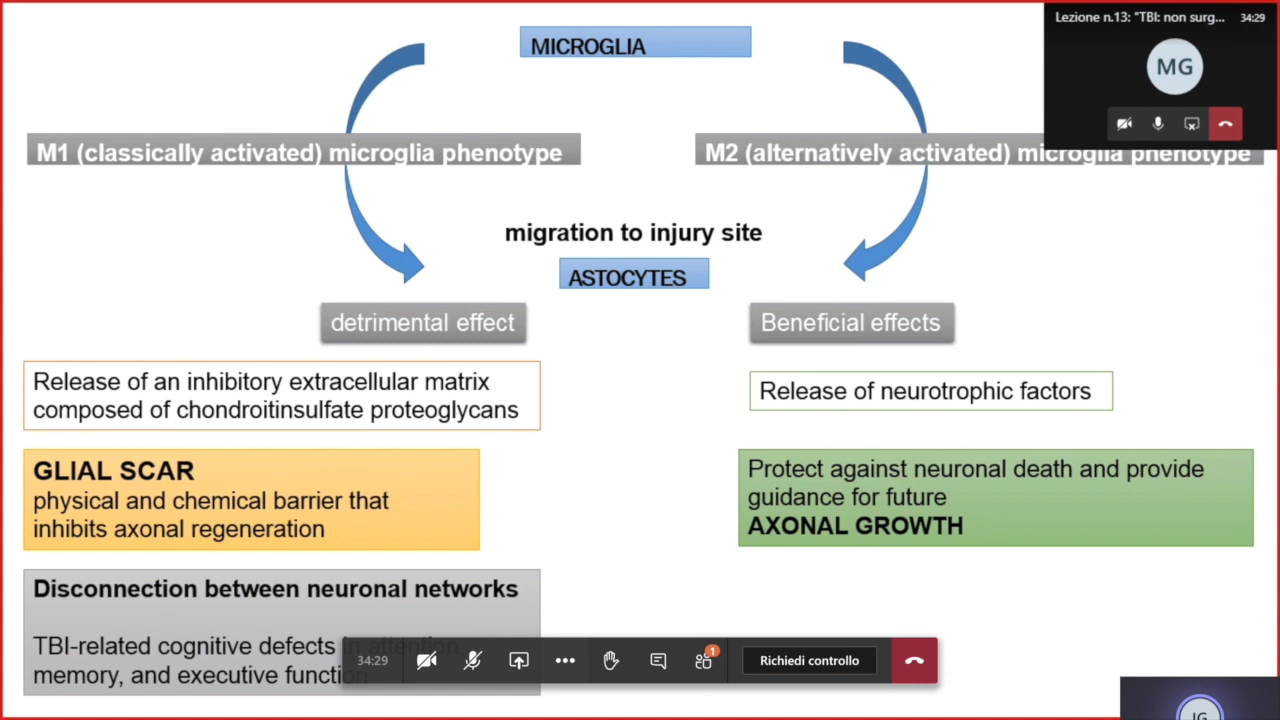 MICROGLIA
Lezione n.13: "TBI: non surg... 34:29
MG
M1 (classically activated) microglia phenotype
M2 (alternatively activated) microglia phenotype
migration to injury site
ASTOCYTES
detrimental effect
Beneficial effects
Release of an inhibitory extracellular matrix
composed of chondroitinsulfate proteoglycans
Release of neurotrophic factors
GLIAL SCAR
physical and chemical barrier that
inhibits axonal regeneration
Protect against neuronal death and provide
guidance for future
AXONAL GROWTH
Disconnection between neuronal networks
TBI-related cognitive defects in attention,
memory, and executive function
34:29
1
Richiedi controllo
JG